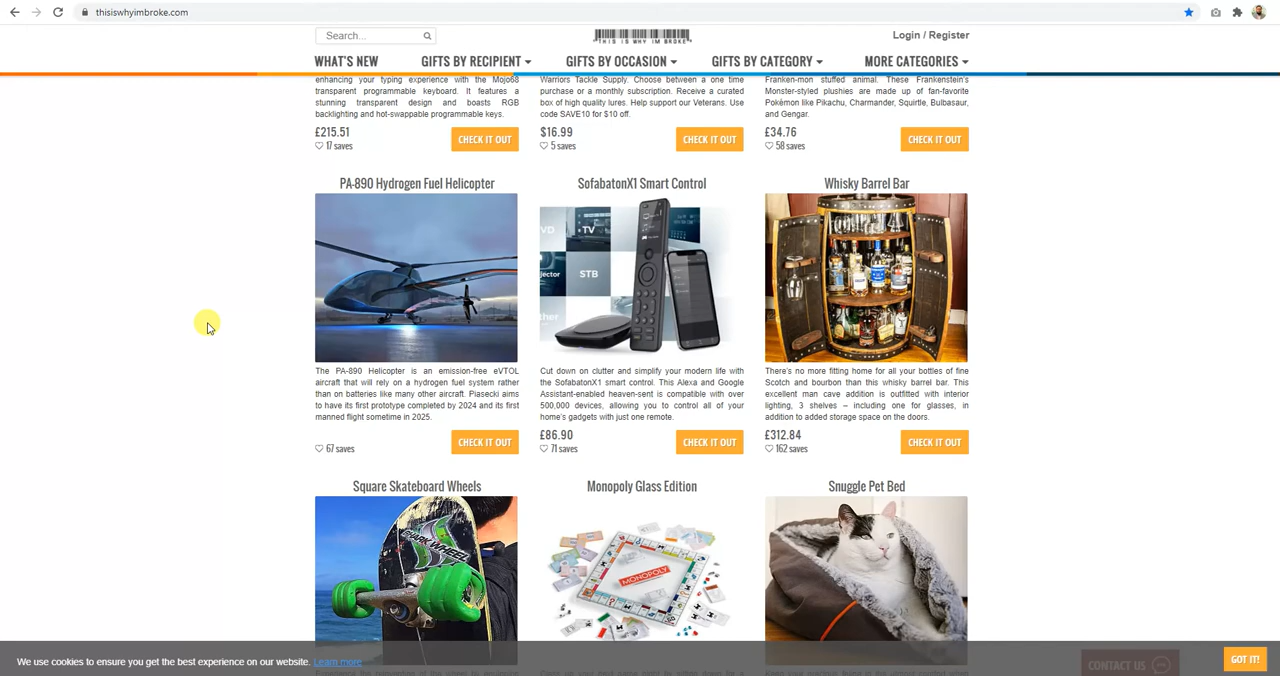 thisiswhyimbroke.com
Search...
THIS IS WHY IM BROKE
Login / Register
WHAT'S NEW
GIFTS BY RECIPIENT
GIFTS BY OCCASION
GIFTS BY CATEGORY
MORE CATEGORIES
enhancing your typing experience with the Mojo68
transparent programmable keyboard. It features a
stunning transparent design and boasts RGB
backlighting and hot-swappable programmable keys.
£215.51
17 saves
CHECK IT OUT
Warriors Tackle Supply. Choose between a one time
purchase or a monthly subscription. Receive a curated
box of high quality lures. Help support our Veterans. Use
code SAVE10 for $10 off.
$16.99
5 saves
CHECK IT OUT
Franken-mon stuffed animal. These Frankenstein's
Monster-styled plushies are made up of fan-favorite
Pokémon like Pikachu, Charmander, Squirtle, Bulbasaur,
and Gengar.
£34.76
58 saves
CHECK IT OUT
PA-890 Hydrogen Fuel Helicopter
The PA-890 Helicopter is an emission-free eVTOL
aircraft that will rely on a hydrogen fuel system rather
than on batteries like many other aircraft. Piasecki aims
to have its first prototype completed by 2024 and its first
manned flight sometime in 2025.
67 saves
CHECK IT OUT
SofabatonX1 Smart Control
VD
TV
jector
STB
ther
Cut down on clutter and simplify your modern life with
the SofabatonX1 smart control. This Alexa and Google
Assistant-enabled heaven-sent is compatible with over
500,000 devices, allowing you to control all of your
home's gadgets with just one remote.
£86.90
71 saves
CHECK IT OUT
Whisky Barrel Bar
There's no more fitting home for all your bottles of fine
Scotch and bourbon than this whisky barrel bar. This
excellent man cave addition is outfitted with interior
lighting, 3 shelves – including one for glasses, in
addition to added storage space on the doors.
£312.84
162 saves
CHECK IT OUT
Square Skateboard Wheels
SHARK WHEEL
Monopoly Glass Edition
MONOPOLY
Snuggle Pet Bed
We use cookies to ensure you get the best experience on our website. Learn more
CONTACT US
GOT IT!